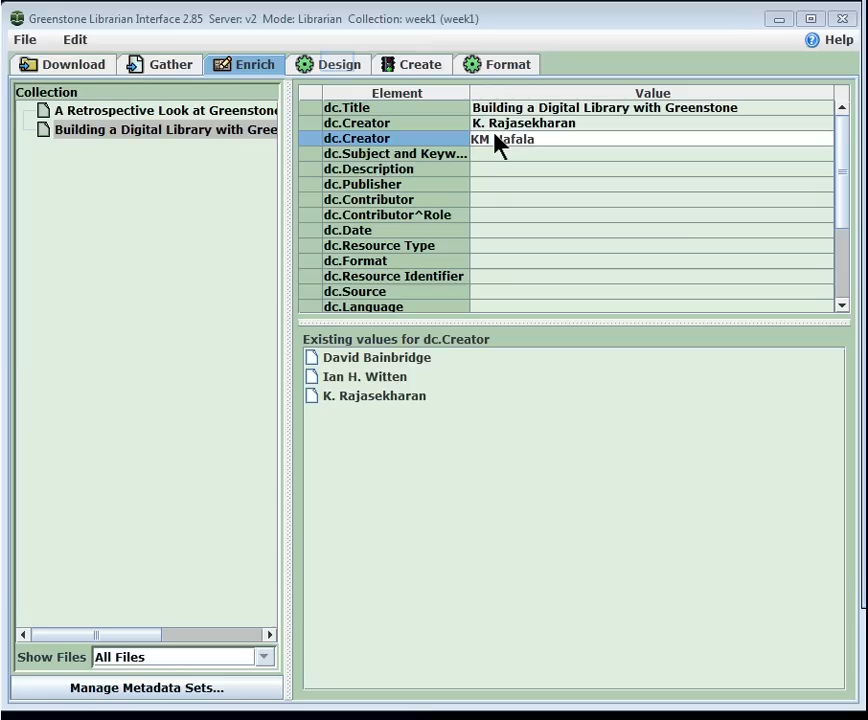 Greenstone Librarian Interface 2.85 Server: v2 Mode: Librarian Collection: week1 (week1)
File Edit Help
Download Gather Enrich Design Create Format
Collection
A Retrospective Look at Greenstone
Building a Digital Library with Gree
Element Value
dc.Title Building a Digital Library with Greenstone
dc.Creator K. Rajasekharan
dc.Creator KM
dc.Subject and Keyw...
dc.Description
dc.Publisher
dc.Contributor
dc.Contributor^Role
dc.Date
dc.Resource Type
dc.Format
dc.Resource Identifier
dc.Source
dc.Language
Existing values for dc.Creator
David Bainbridge
Ian H. Witten
K. Rajasekharan
Show Files All Files
Manage Metadata Sets...